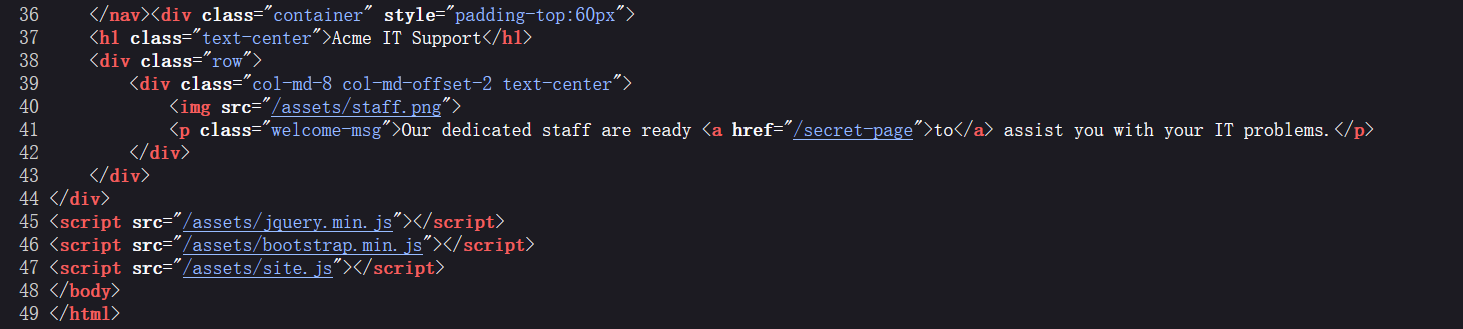 36     </nav><div class="container" style="padding-top:60px">
37     <h1 class="text-center">Acme IT Support</h1>
38     <div class="row">
39         <div class="col-md-8 col-md-offset-2 text-center">
40             <img src="/assets/staff.png">
41             <p class="welcome-msg">Our dedicated staff are ready <a href="/secret-page">to</a> assist you with your IT problems.</p>
42         </div>
43     </div>
44 </div>
45 <script src="/assets/jquery.min.js"></script>
46 <script src="/assets/bootstrap.min.js"></script>
47 <script src="/assets/site.js"></script>
48 </body>
49 </html>